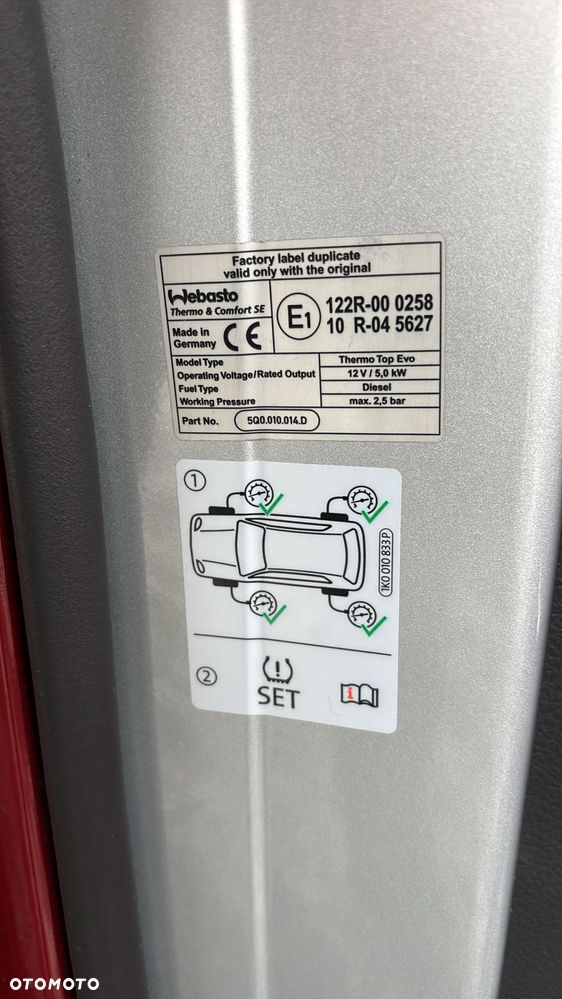 Factory label duplicate
valid only with the original
Webasto
Thermo & Comfort SE
Made in
Germany
CE
E1
122R-00 0258
10 R-04 5627
Model Type Thermo Top Evo
Operating Voltage/Rated Output 12 V / 5,0 kW
Fuel Type Diesel
Working Pressure max. 2,5 bar
Part No. 5Q0.010.014.D
1
1K0 010 833 P
2
SET
i
OTOMOTO